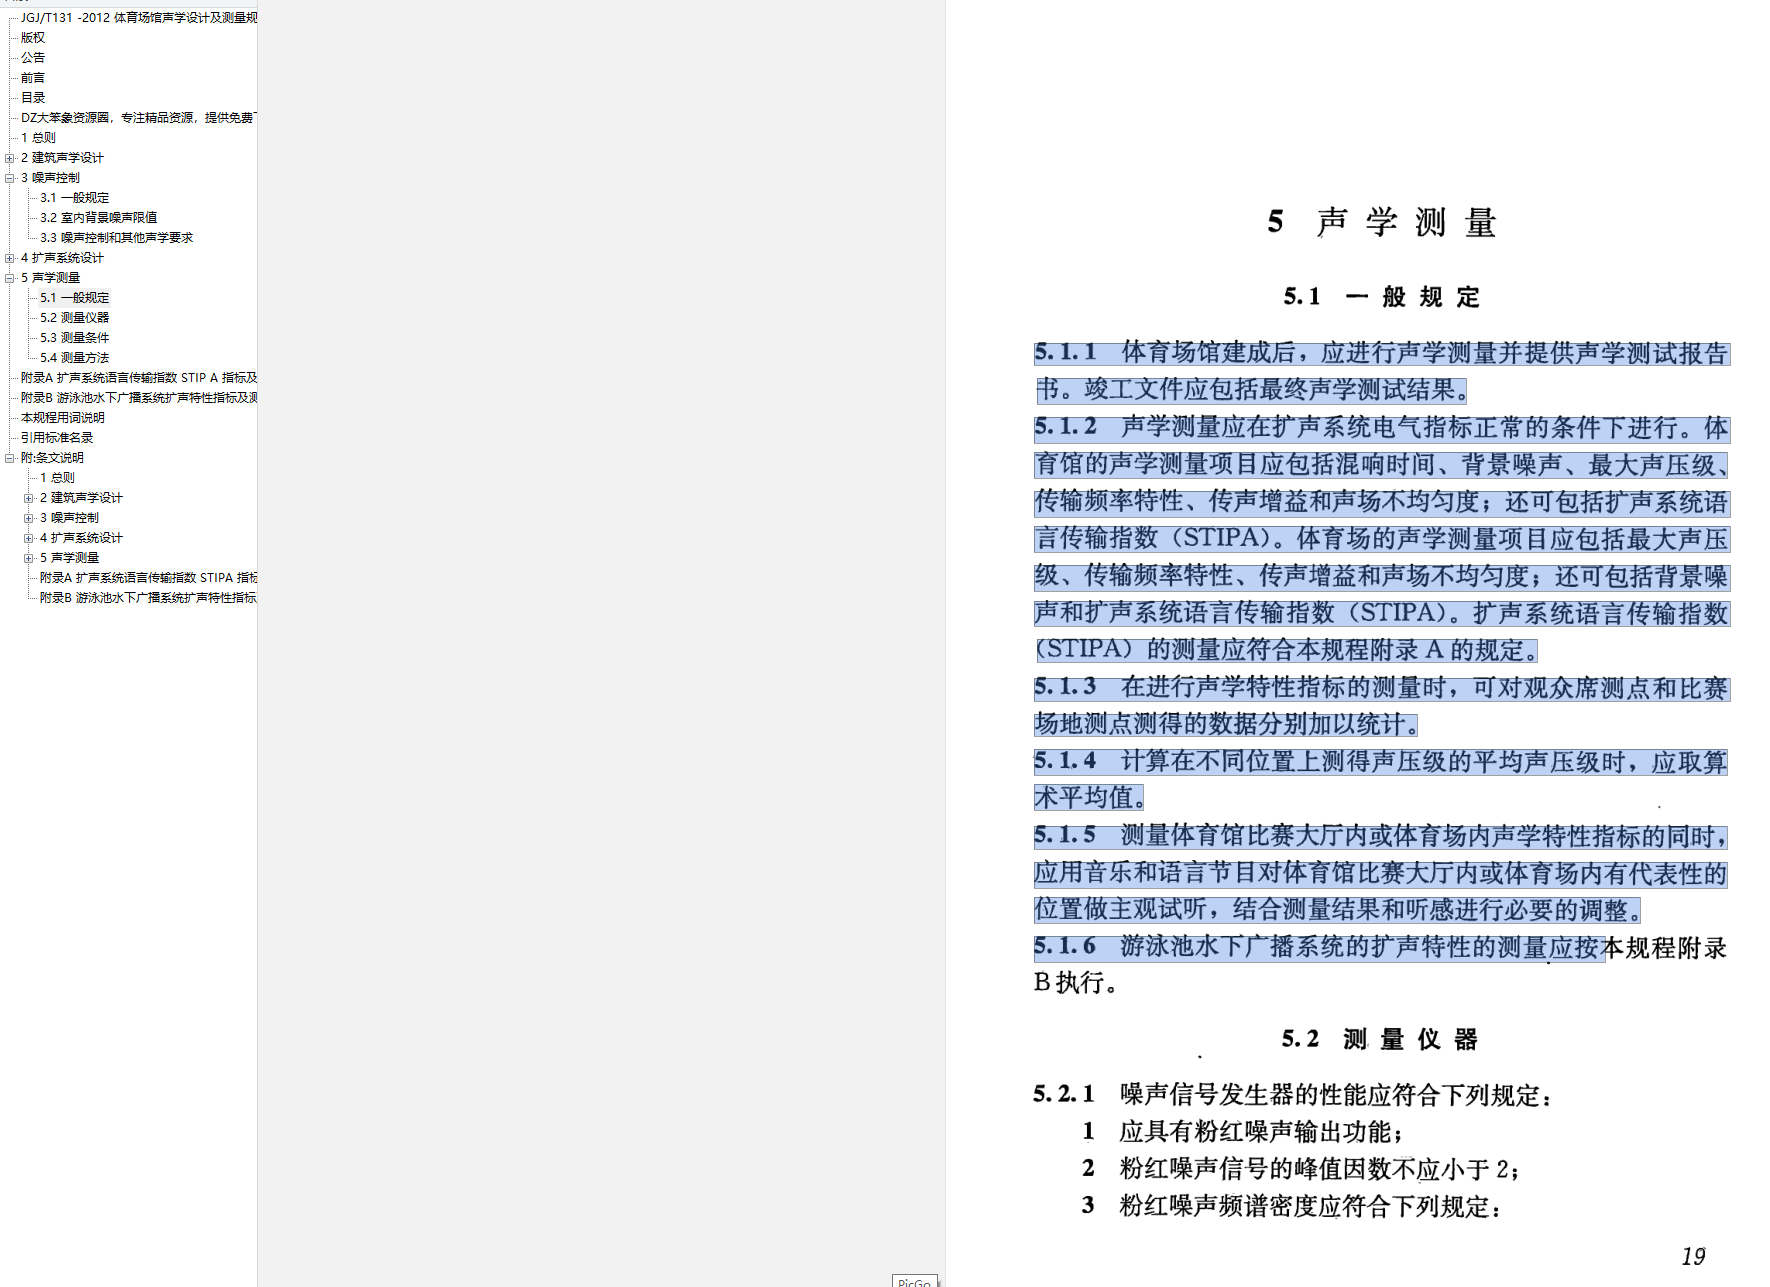 JGJ/T131 -2012 体育场馆声学设计及测量规
版权
公告
前言
目录
DZ大笨象资源圈，专注精品资源，提供免费
1 总则
2 建筑声学设计
3 噪声控制
3.1 一般规定
3.2 室内背景噪声限值
3.3 噪声控制和其他声学要求
4 扩声系统设计
5 声学测量
5.1 一般规定
5.2 测量仪器
5.3 测量条件
5.4 测量方法
附录A 扩声系统语言传输指数 STIP A 指标及
附录B 游泳池水下广播系统扩声特性指标及测
本规程用词说明
引用标准名录
附:条文说明
1 总则
2 建筑声学设计
3 噪声控制
4 扩声系统设计
5 声学测量
附录A 扩声系统语言传输指数 STIPA 指标
附录B 游泳池水下广播系统扩声特性指标
5 声学测量
5.1 一般规定
5.1.1 体育场馆建成后，应进行声学测量并提供声学测试报告
书。竣工文件应包括最终声学测试结果。
5.1.2 声学测量应在扩声系统电气指标正常的条件下进行。体
育馆的声学测量项目应包括混响时间、背景噪声、最大声压级、
传输频率特性、传声增益和声场不均匀度；还可包括扩声系统语
言传输指数（STIPA）。体育场的声学测量项目应包括最大声压
级、传输频率特性、传声增益和声场不均匀度；还可包括背景噪
声和扩声系统语言传输指数（STIPA）。扩声系统语言传输指数
（STIPA）的测量应符合本规程附录 A 的规定。
5.1.3 在进行声学特性指标的测量时，可对观众席测点和比赛
场地测点测得的数据分别加以统计。
5.1.4 计算在不同位置上测得声压级的平均声压级时，应取算
术平均值。
5.1.5 测量体育馆比赛大厅内或体育场内声学特性指标的同时，
应用音乐和语言节目对体育馆比赛大厅内或体育场内有代表性的
位置做主观试听，结合测量结果和听感进行必要的调整。
5.1.6 游泳池水下广播系统的扩声特性的测量应按本规程附录
B 执行。
5.2 测量仪器
5.2.1 噪声信号发生器的性能应符合下列规定：
1 应具有粉红噪声输出功能；
2 粉红噪声信号的峰值因数不应小于 2；
3 粉红噪声频谱密度应符合下列规定：
19
PicGo